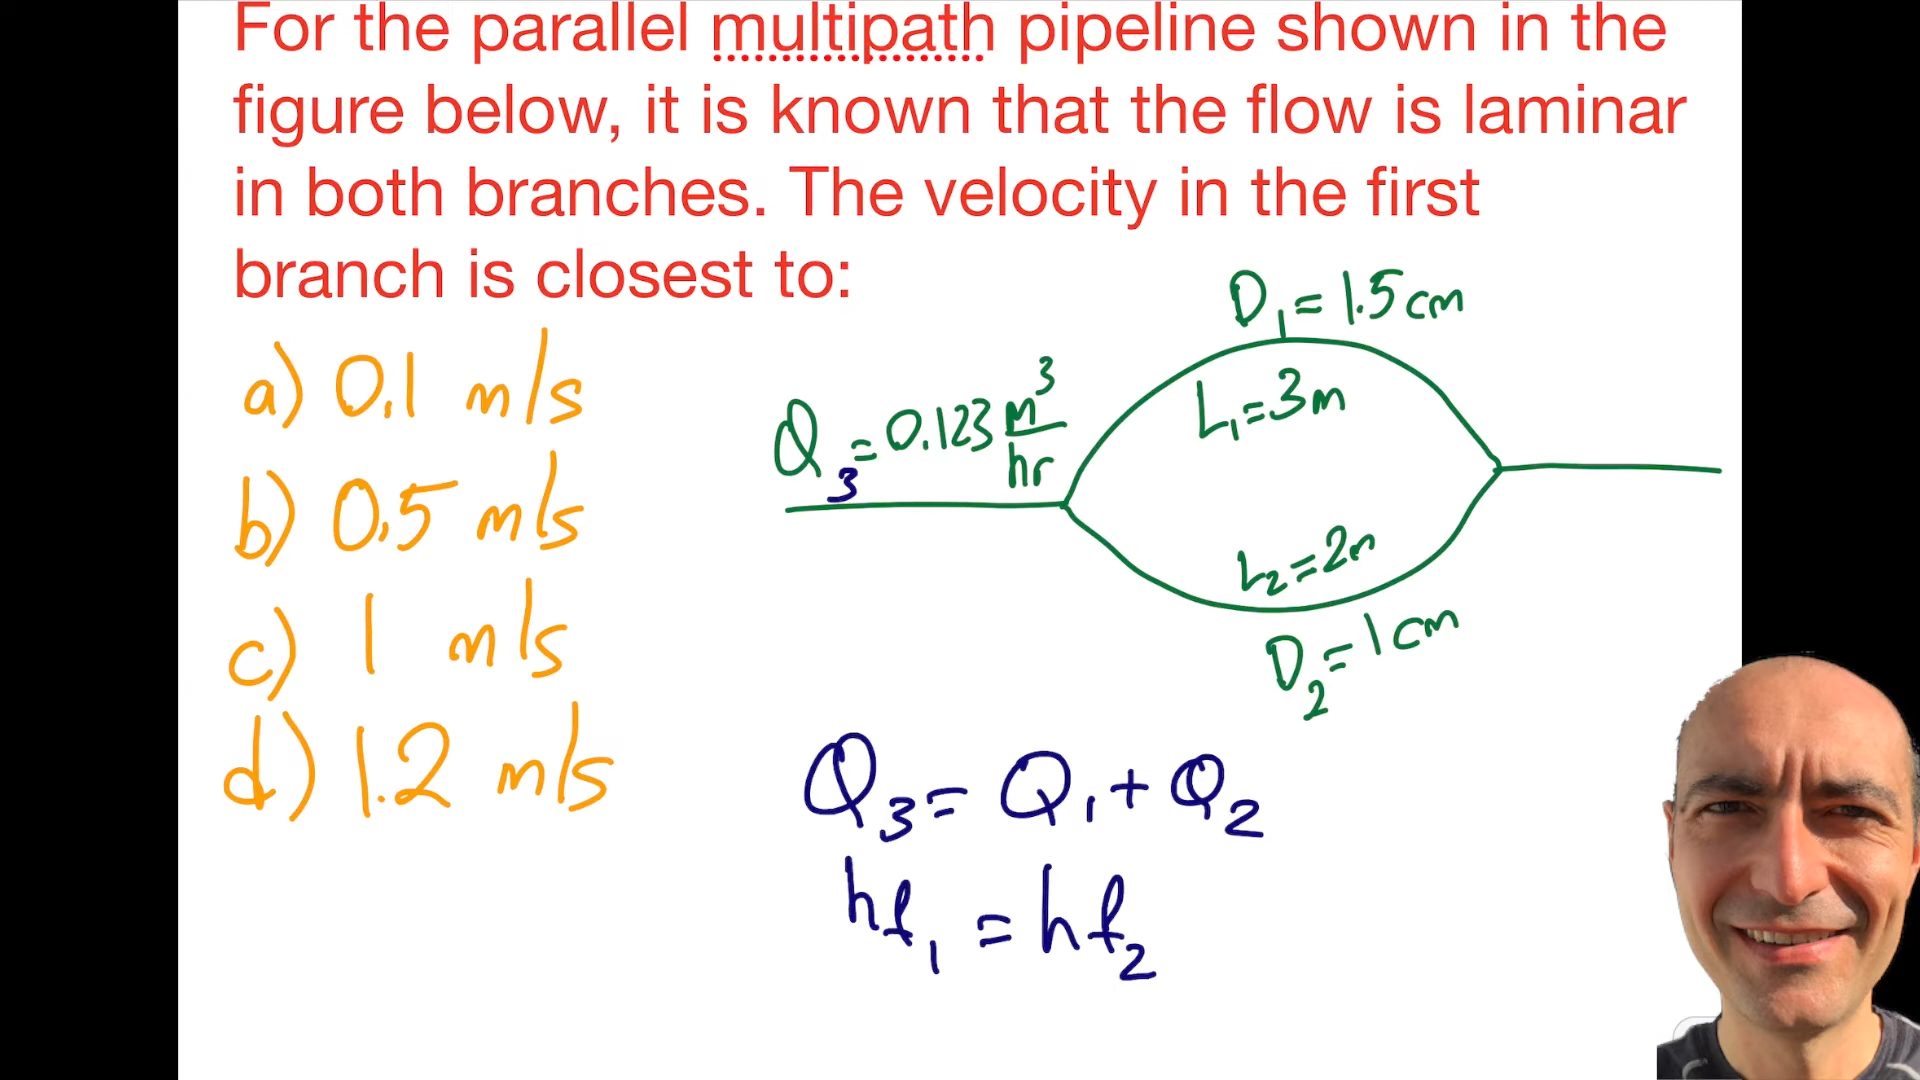 For the parallel multipath pipeline shown in the
figure below, it is known that the flow is laminar
in both branches. The velocity in the first
branch is closest to:
a) 0.1 m/s
b) 0.5 m/s
c) 1 m/s
d) 1.2 m/s
D₁ = 1.5 cm
L₁ = 3m
Q₃ = 0.123 m³/hr
L₂ = 2m
D₂ = 1 cm
Q₃ = Q₁ + Q₂
hf₁ = hf₂